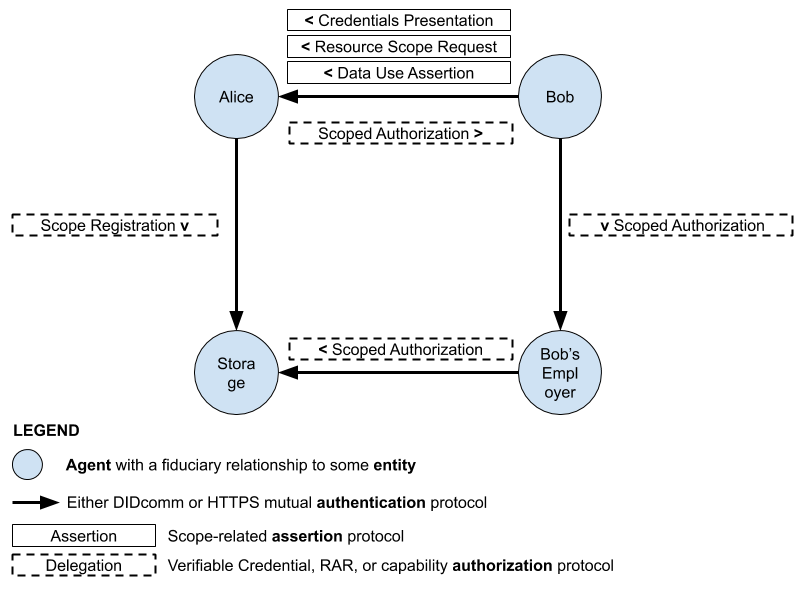 < Credentials Presentation
< Resource Scope Request
< Data Use Assertion
Alice
Bob
Scoped Authorization >
Scope Registration v
v Scoped Authorization
< Scoped Authorization
Stora
ge
Bob's
Empl
oyer
LEGEND
Agent with a fiduciary relationship to some entity
Either DIDcomm or HTTPS mutual authentication protocol
Assertion
Scope-related assertion protocol
Delegation
Verifiable Credential, RAR, or capability authorization protocol